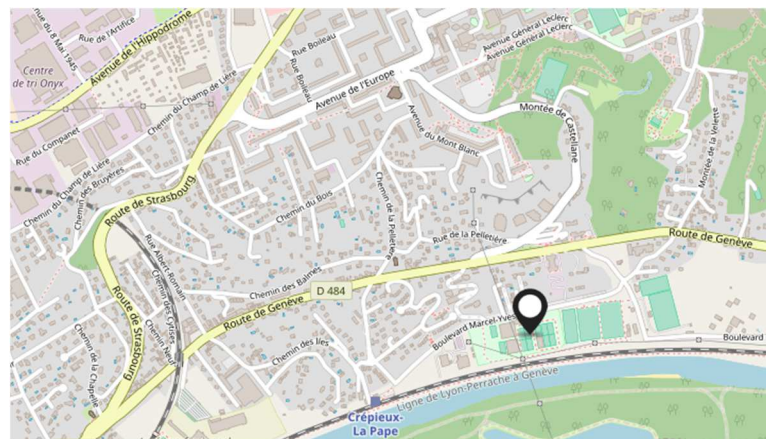 Rue du 8 Mai 1945
Rue de l'Artifice
Avenue de l'Hippodrome
Centre
de tri Onyx
Rue Boileau
Rue Boileau
Avenue Général Leclerc
Avenue Général Leclerc
Chemin du Champ de Lière
Avenue de l'Europe
Montée de Castellane
Rue du Companet
Avenue du Mont Blanc
Montée de la Velette
Chemin du Champ de Lière
Chemin des Bruyères
Route de Strasbourg
Chemin du Bois
Chemin de la Pelletière
Rue de la Pelletière
Route de Genève
Rue Albert-Romain
Chemin des Cytises
Chemin Neuf
Chemin des Balmes
D 484
Route de Genève
Route de Strasbourg
Boulevard Marcel-Yves
Boulevard
Chemin des Iles
Chemin de la Chapelle
Ligne de Lyon-Perrache à Genève
Crépieux-
La Pape